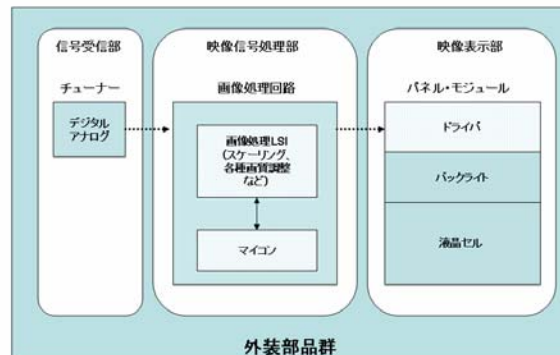 信号受信部
チューナー
デジタル
アナログ
映像信号処理部
画像処理回路
画像処理LSI
(スケーリング、
各種画質調整
など)
マイコン
映像表示部
パネル・モジュール
ドライバ
バックライト
液晶セル
外装部品群